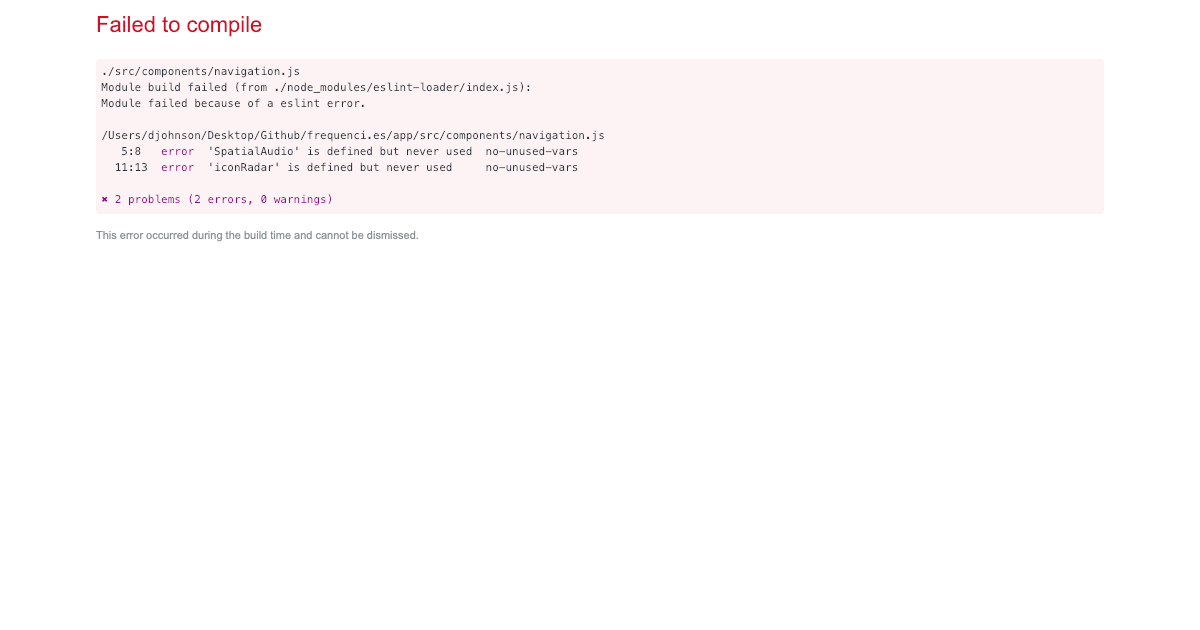 Failed to compile
./src/components/navigation.js
Module build failed (from ./node_modules/eslint-loader/index.js):
Module failed because of a eslint error.
/Users/djohnson/Desktop/Github/frequenci.es/app/src/components/navigation.js
5:8 error 'SpatialAudio' is defined but never used no-unused-vars
11:13 error 'iconRadar' is defined but never used no-unused-vars
✖ 2 problems (2 errors, 0 warnings)
This error occurred during the build time and cannot be dismissed.